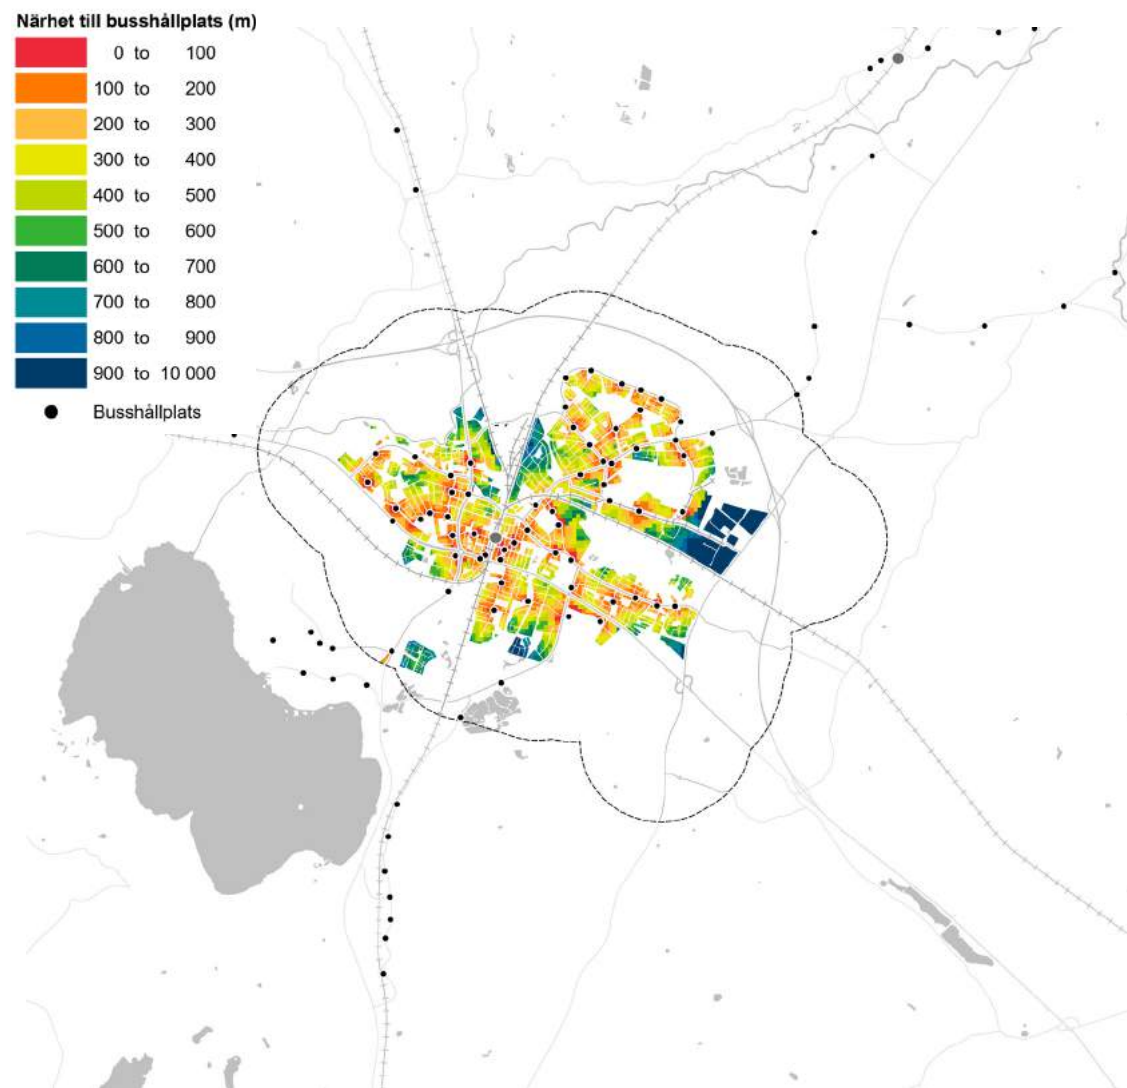 Närhet till busshållplats (m)
0 to 100
100 to 200
200 to 300
300 to 400
400 to 500
500 to 600
600 to 700
700 to 800
800 to 900
900 to 10 000
Busshållplats